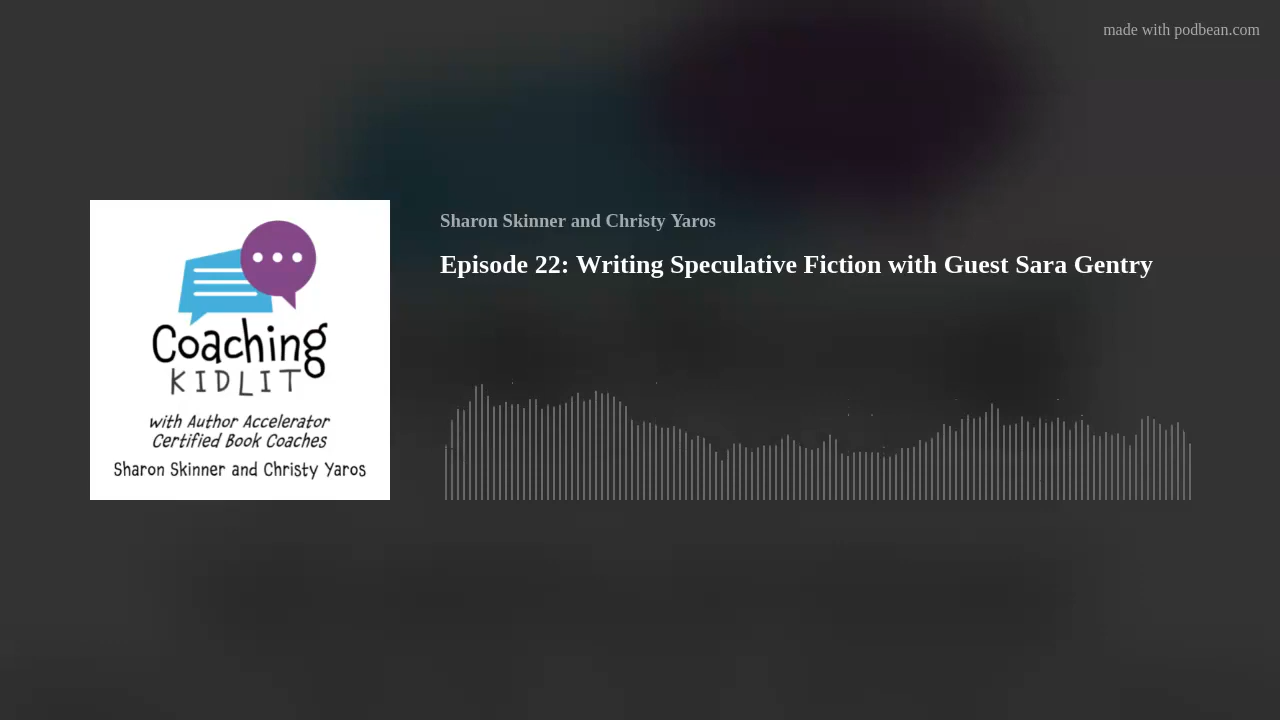 made with podbean.com
Coaching
KIDLIT
with Author Accelerator
Certified Book Coaches
Sharon Skinner and Christy Yaros
Sharon Skinner and Christy Yaros
Episode 22: Writing Speculative Fiction with Guest Sara Gentry